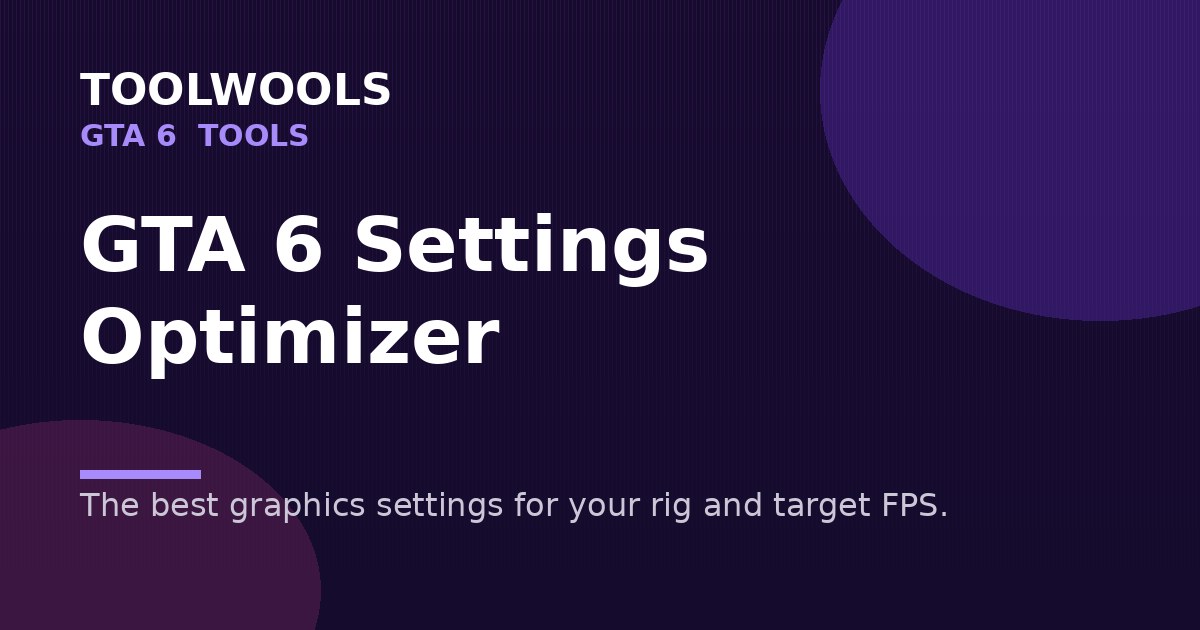 TOOLWOOLS
GTA 6 TOOLS
GTA 6 Settings
Optimizer
The best graphics settings for your rig and target FPS.